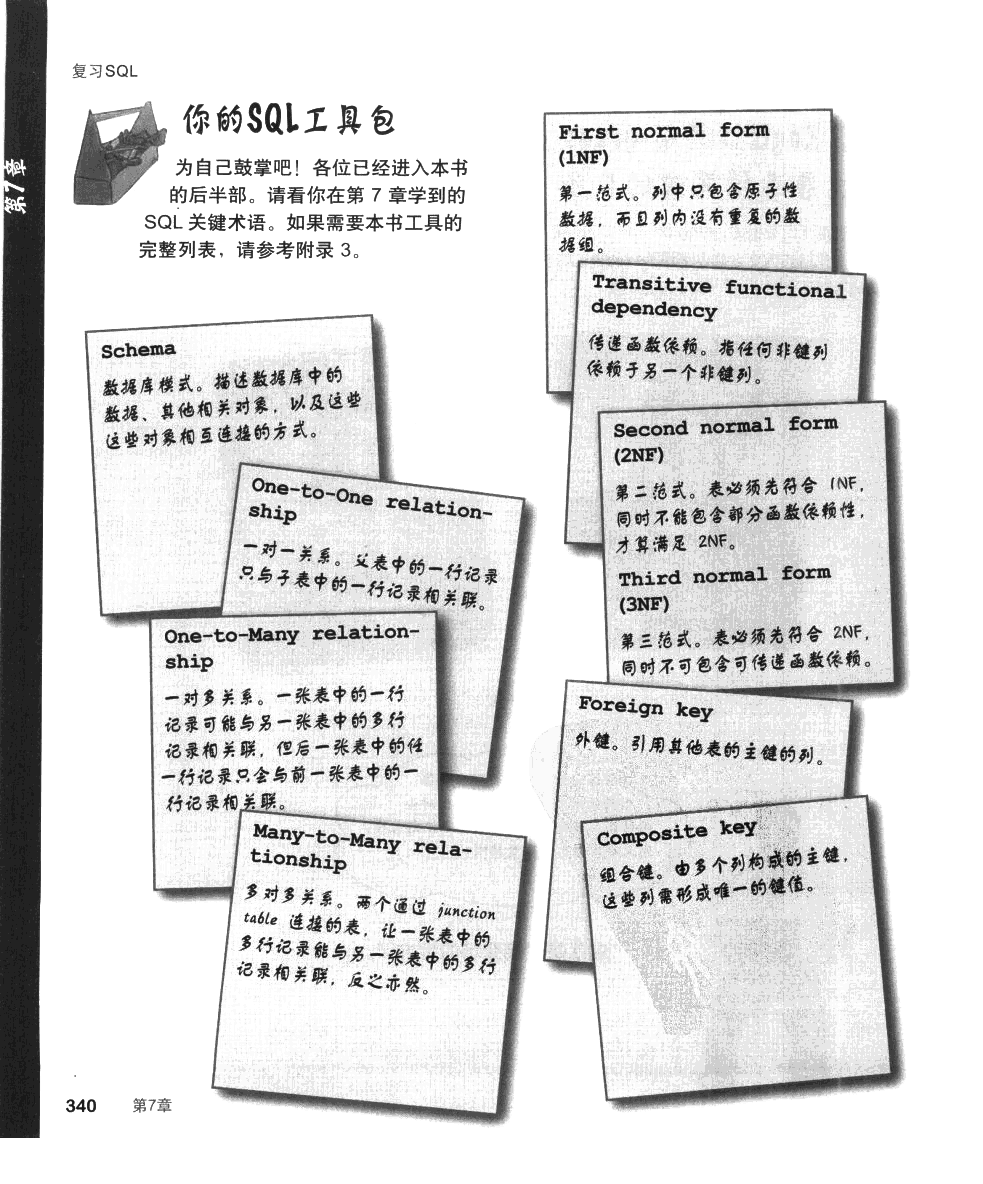 复习SQL
第7章
你的SQL工具包
为自己鼓掌吧！各位已经进入本书
的后半部。请看你在第 7 章学到的
SQL 关键术语。如果需要本书工具的
完整列表，请参考附录 3。
Schema
数据库模式。描述数据库中的
数据、其他相关对象，以及这些
这些对象相互连接的方式。
One-to-One relation-
ship
一对一关系。父表中的一行记录
只与子表中的一行记录相关联。
One-to-Many relation-
ship
一对多关系。一张表中的一行
记录可能与另一张表中的多行
记录相关联，但后一张表中的任
一行记录只会与前一张表中的一
行记录相关联。
Many-to-Many rela-
tionship
多对多关系。两个通过 junction
table 连接的表，让一张表中的
多行记录能与另一张表中的多行
记录相关联，反之亦然。
First normal form
(1NF)
第一范式。列中只包含原子性
数据，而且列内没有重复的数
据组。
Transitive functional
dependency
传递函数依赖。指任何非键列
依赖于另一个非键列。
Second normal form
(2NF)
第二范式。表必须先符合 1NF，
同时不能包含部分函数依赖性，
才算满足 2NF。
Third normal form
(3NF)
第三范式。表必须先符合 2NF，
同时不可包含可传递函数依赖。
Foreign key
外键。引用其他表的主键的列。
Composite key
组合键。由多个列构成的主键，
这些列需形成唯一的键值。
340 第7章